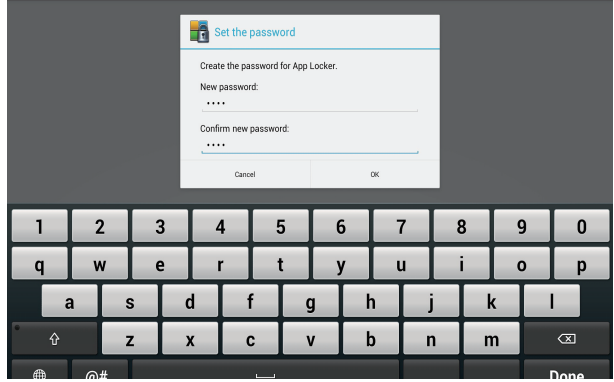 Set the password
Create the password for App Locker.
New password:
••••
Confirm new password:
••••
Cancel OK
1 2 3 4 5 6 7 8 9 0
q w e r t y u i o p
a s d f g h j k l
z x c v b n m
@# Done